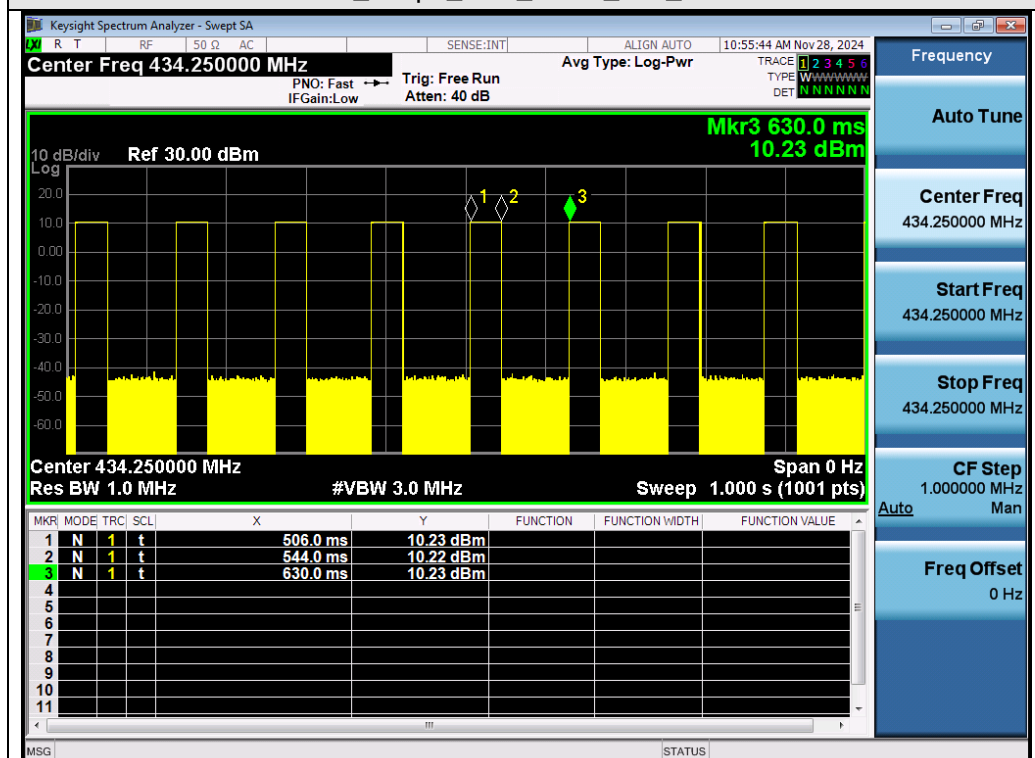 Keysight Spectrum Analyzer - Swept SA
LXI R T RF 50 Ω AC SENSE:INT ALIGN AUTO 10:55:44 AM Nov 28, 2024
Center Freq 434.250000 MHz
PNO: Fast
IFGain:Low
Trig: Free Run
Atten: 40 dB
Avg Type: Log-Pwr
TRACE 1 2 3 4 5 6
TYPE WWWWWWW
DET N N N N N N
Mkr3 630.0 ms
10.23 dBm
10 dB/div Ref 30.00 dBm
Log
20.0
10.0
0.00
-10.0
-20.0
-30.0
-40.0
-50.0
-60.0
1 2 3
Center 434.250000 MHz Span 0 Hz
Res BW 1.0 MHz #VBW 3.0 MHz Sweep 1.000 s (1001 pts)
MKR MODE TRC SCL X Y FUNCTION FUNCTION WIDTH FUNCTION VALUE
1 N 1 t 506.0 ms 10.23 dBm
2 N 1 t 544.0 ms 10.22 dBm
3 N 1 t 630.0 ms 10.23 dBm
4
5
6
7
8
9
10
11
MSG STATUS
Frequency
Auto Tune
Center Freq
434.250000 MHz
Start Freq
434.250000 MHz
Stop Freq
434.250000 MHz
CF Step
1.000000 MHz
Auto Man
Freq Offset
0 Hz